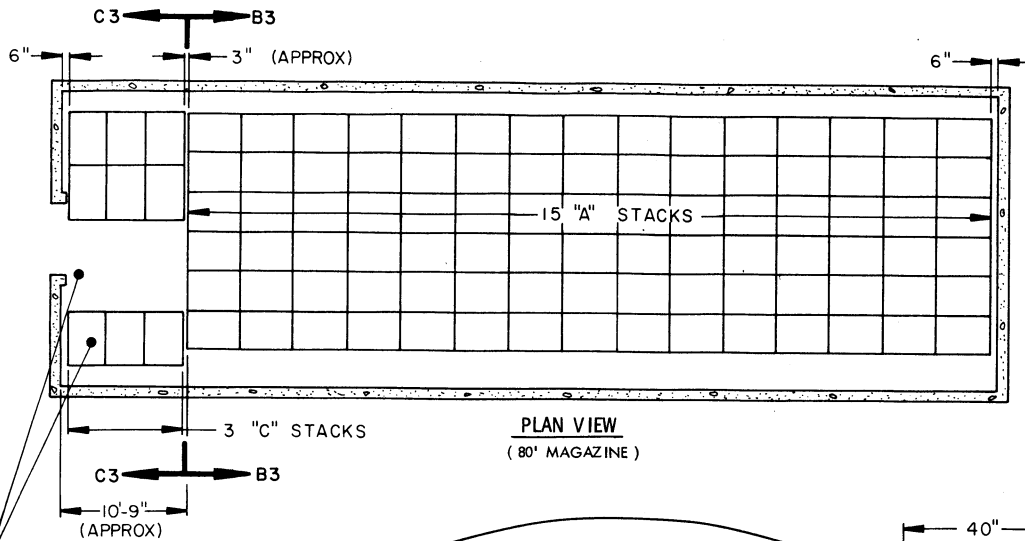 C3 B3
6" 3" (APPROX) 6"
15 "A" STACKS
3 "C" STACKS
PLAN VIEW
(80' MAGAZINE)
C3 B3
10'-9"
(APPROX)
40"